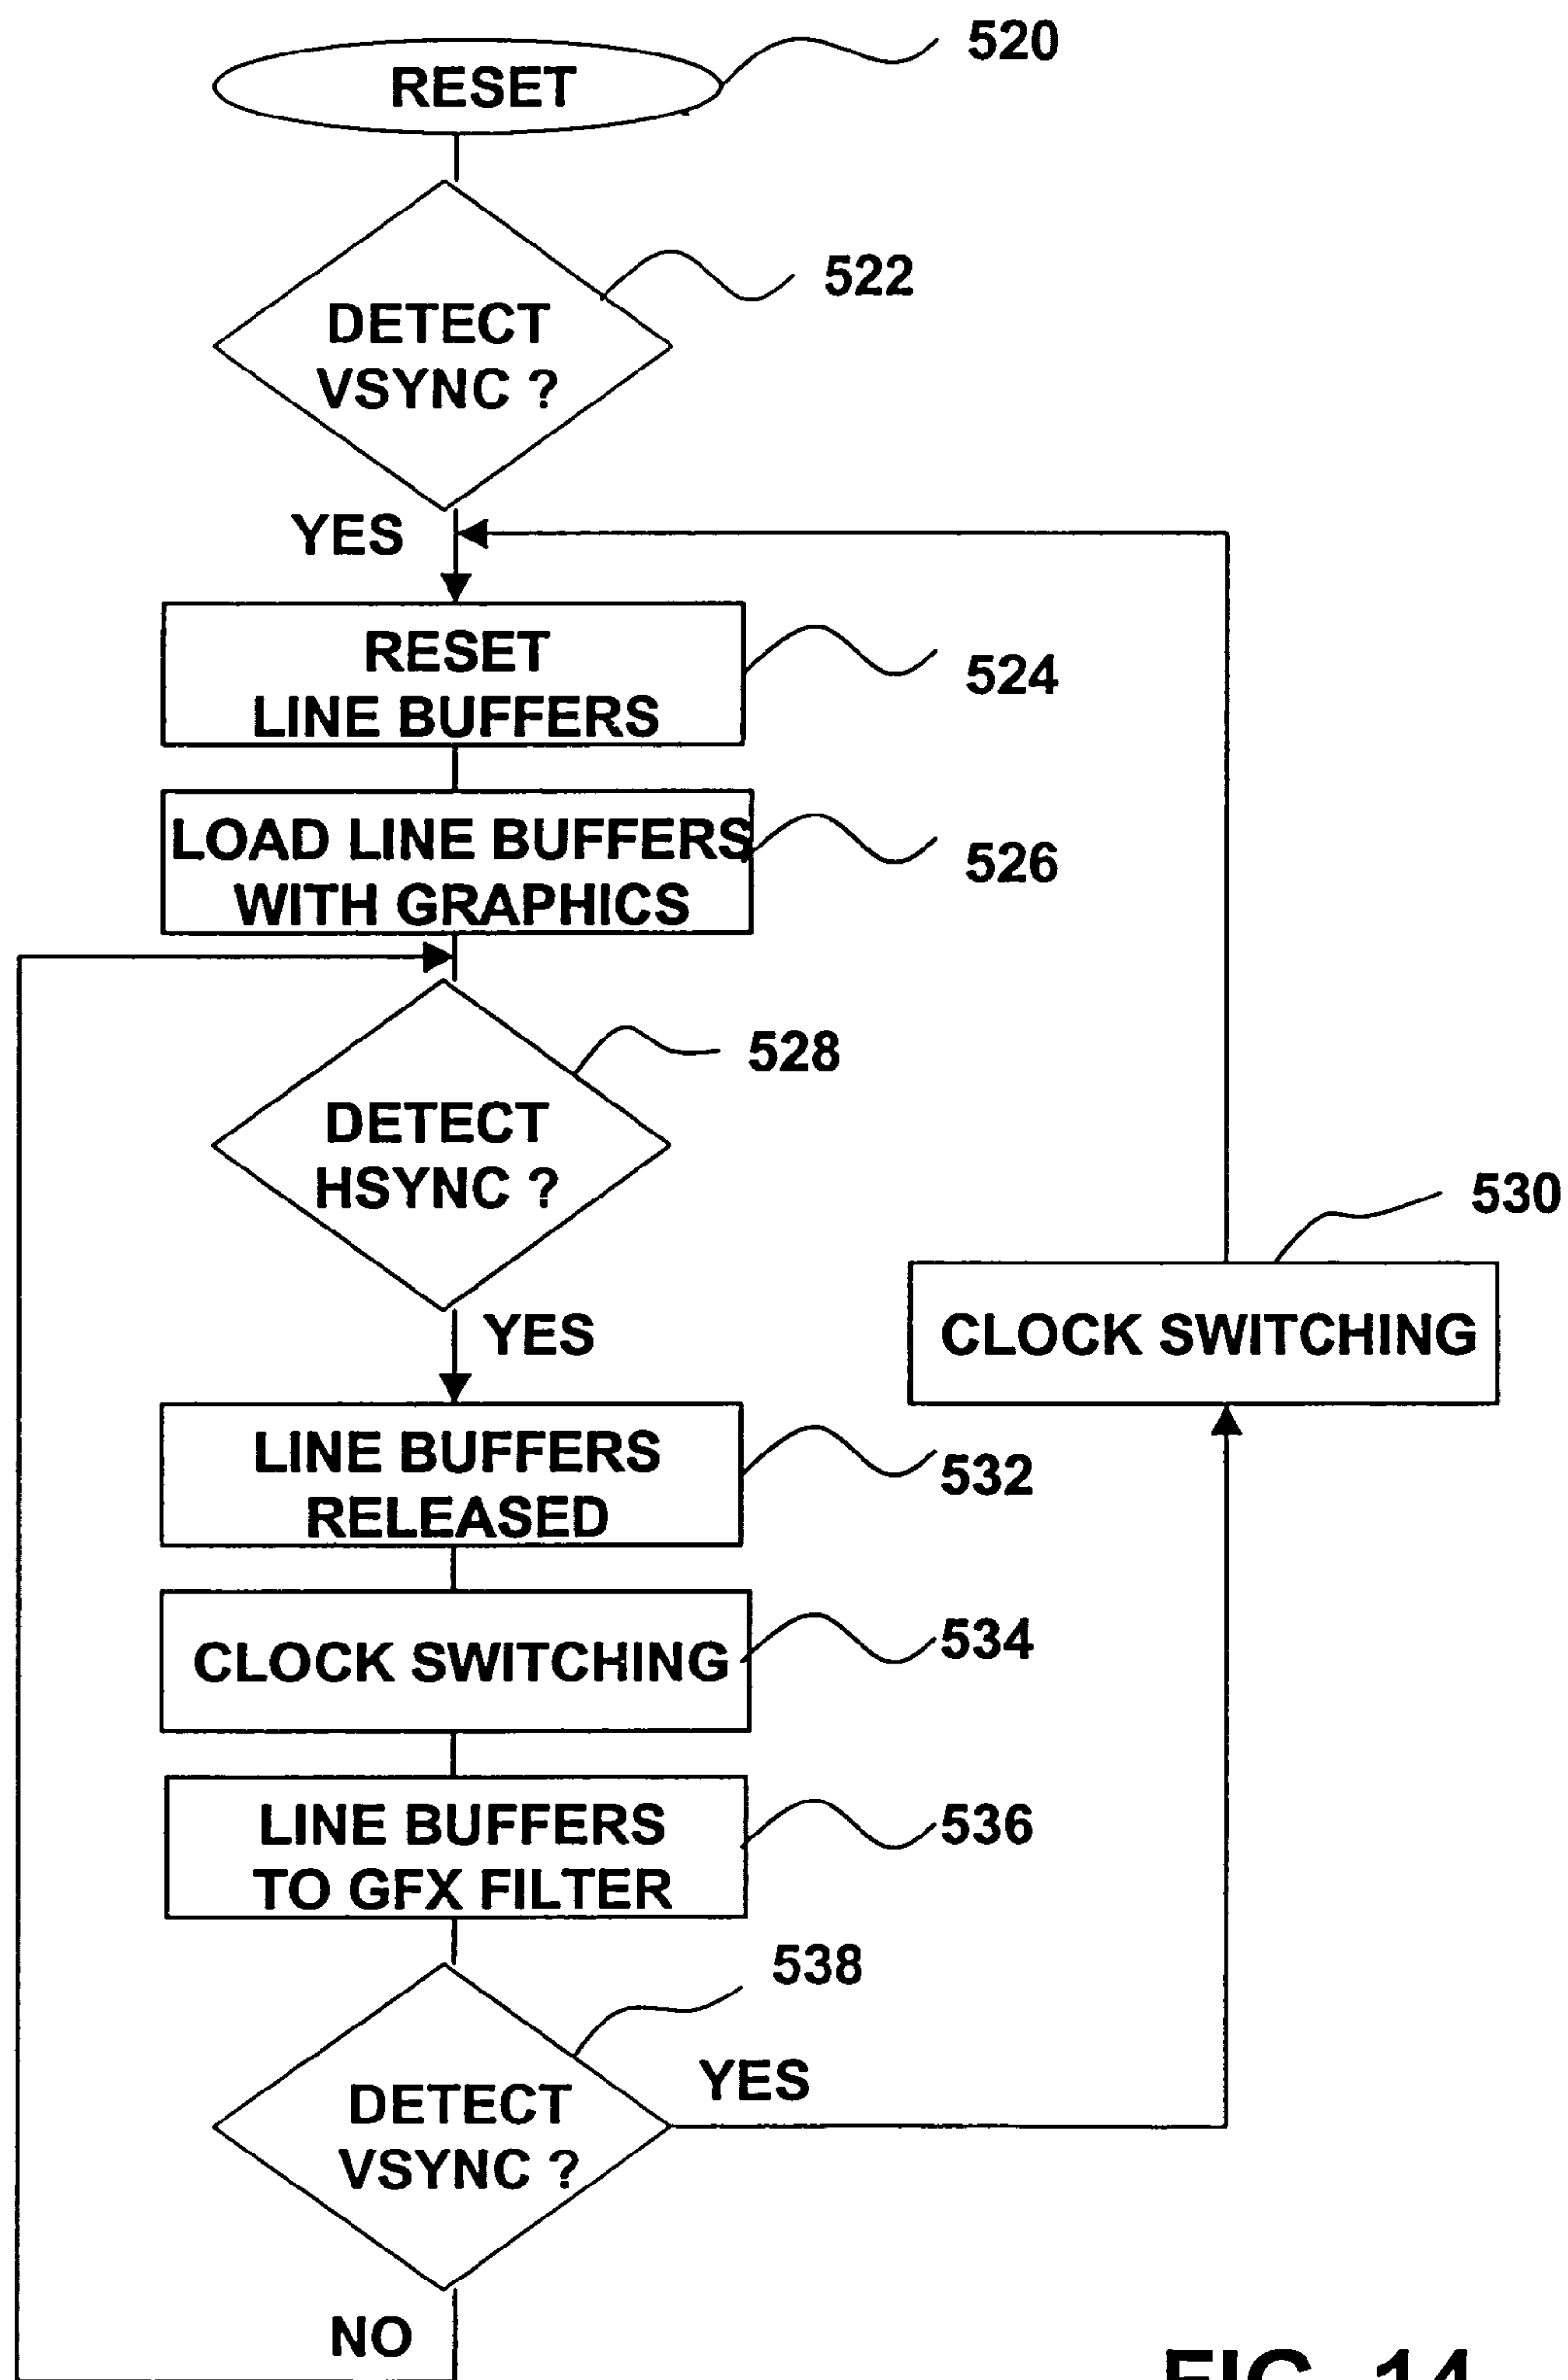 RESET
520
DETECT
VSYNC ?
522
YES
RESET
LINE BUFFERS
524
LOAD LINE BUFFERS
WITH GRAPHICS
526
DETECT
HSYNC ?
528
YES
530
CLOCK SWITCHING
LINE BUFFERS
RELEASED
532
CLOCK SWITCHING
534
LINE BUFFERS
TO GFX FILTER
536
DETECT
VSYNC ?
538
YES
NO
FIG. 14